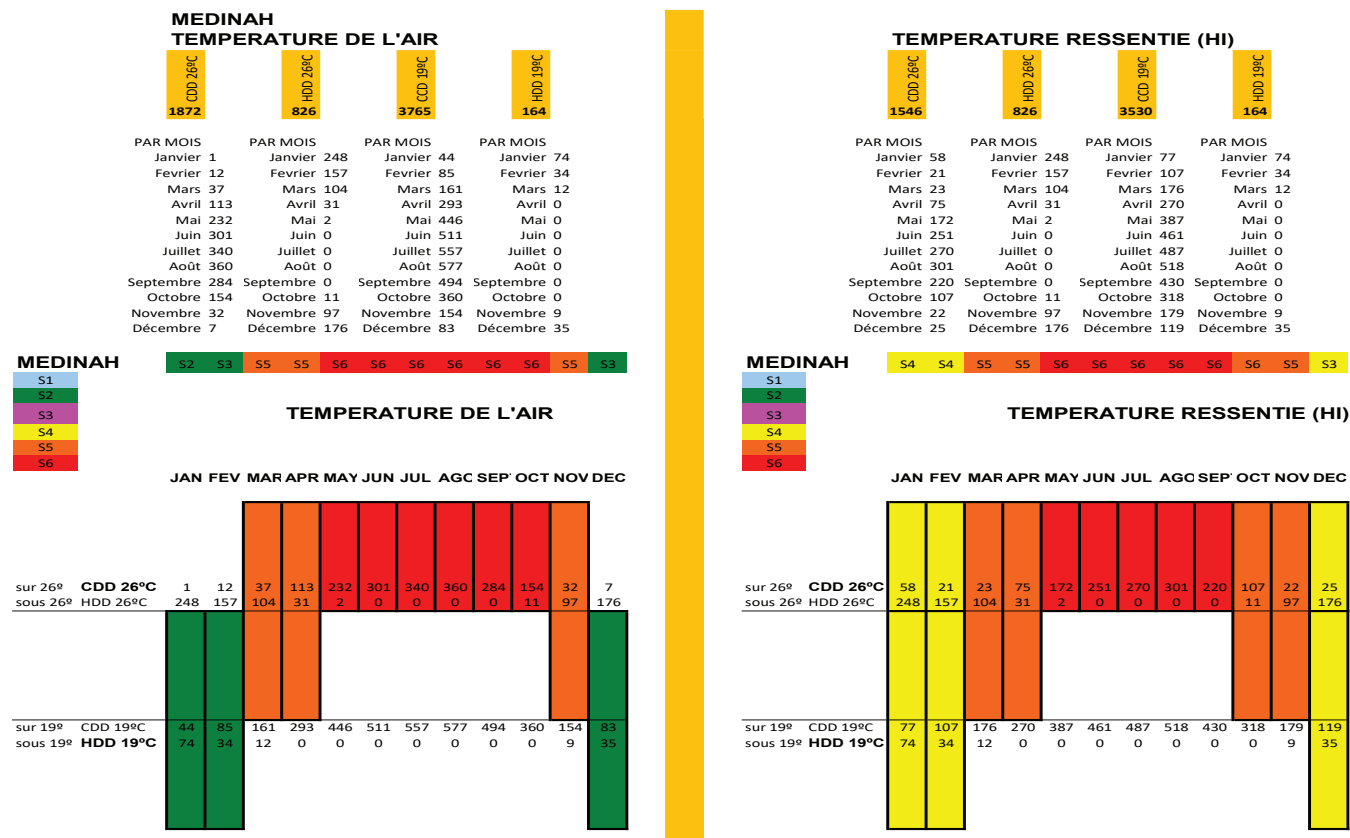 MEDINAH
TEMPERATURE DE L'AIR
CDD 26ºC HDD 26ºC CCD 19ºC HDD 19ºC
1872 826 3765 164
PAR MOIS PAR MOIS PAR MOIS PAR MOIS
Janvier 1 Janvier 248 Janvier 44 Janvier 74
Fevrier 12 Fevrier 157 Fevrier 85 Fevrier 34
Mars 37 Mars 104 Mars 161 Mars 12
Avril 113 Avril 31 Avril 293 Avril 0
Mai 232 Mai 2 Mai 446 Mai 0
Juin 301 Juin 0 Juin 511 Juin 0
Juillet 340 Juillet 0 Juillet 557 Juillet 0
Août 360 Août 0 Août 577 Août 0
Septembre 284 Septembre 0 Septembre 494 Septembre 0
Octobre 154 Octobre 11 Octobre 360 Octobre 0
Novembre 32 Novembre 97 Novembre 154 Novembre 9
Décembre 7 Décembre 176 Décembre 83 Décembre 35
MEDINAH S2 S3 S5 S5 S6 S6 S6 S6 S6 S6 S5 S3
S1
S2
S3
S4
S5
S6
TEMPERATURE DE L'AIR
JAN FEV MAR APR MAY JUN JUL AGO SEP OCT NOV DEC
sur 26º CDD 26ºC 1 12 37 113 232 301 340 360 284 154 32 7
sous 26º HDD 26ºC 248 157 104 31 2 0 0 0 0 11 97 176
sur 19º CDD 19ºC 44 85 161 293 446 511 557 577 494 360 154 83
sous 19º HDD 19ºC 74 34 12 0 0 0 0 0 0 0 9 35
TEMPERATURE RESSENTIE (HI)
CDD 26ºC HDD 26ºC CCD 19ºC HDD 19ºC
1546 826 3530 164
PAR MOIS PAR MOIS PAR MOIS PAR MOIS
Janvier 58 Janvier 248 Janvier 77 Janvier 74
Fevrier 21 Fevrier 157 Fevrier 107 Fevrier 34
Mars 23 Mars 104 Mars 176 Mars 12
Avril 75 Avril 31 Avril 270 Avril 0
Mai 172 Mai 2 Mai 387 Mai 0
Juin 251 Juin 0 Juin 461 Juin 0
Juillet 270 Juillet 0 Juillet 487 Juillet 0
Août 301 Août 0 Août 518 Août 0
Septembre 220 Septembre 0 Septembre 430 Septembre 0
Octobre 107 Octobre 11 Octobre 318 Octobre 0
Novembre 22 Novembre 97 Novembre 179 Novembre 9
Décembre 25 Décembre 176 Décembre 119 Décembre 35
MEDINAH S4 S4 S5 S5 S6 S6 S6 S6 S6 S6 S5 S3
S1
S2
S3
S4
S5
S6
TEMPERATURE RESSENTIE (HI)
JAN FEV MAR APR MAY JUN JUL AGO SEP OCT NOV DEC
sur 26º CDD 26ºC 58 21 23 75 172 251 270 301 220 107 22 25
sous 26º HDD 26ºC 248 157 104 31 2 0 0 0 0 11 97 176
sur 19º CDD 19ºC 77 107 176 270 387 461 487 518 430 318 179 119
sous 19º HDD 19ºC 74 34 12 0 0 0 0 0 0 0 9 35